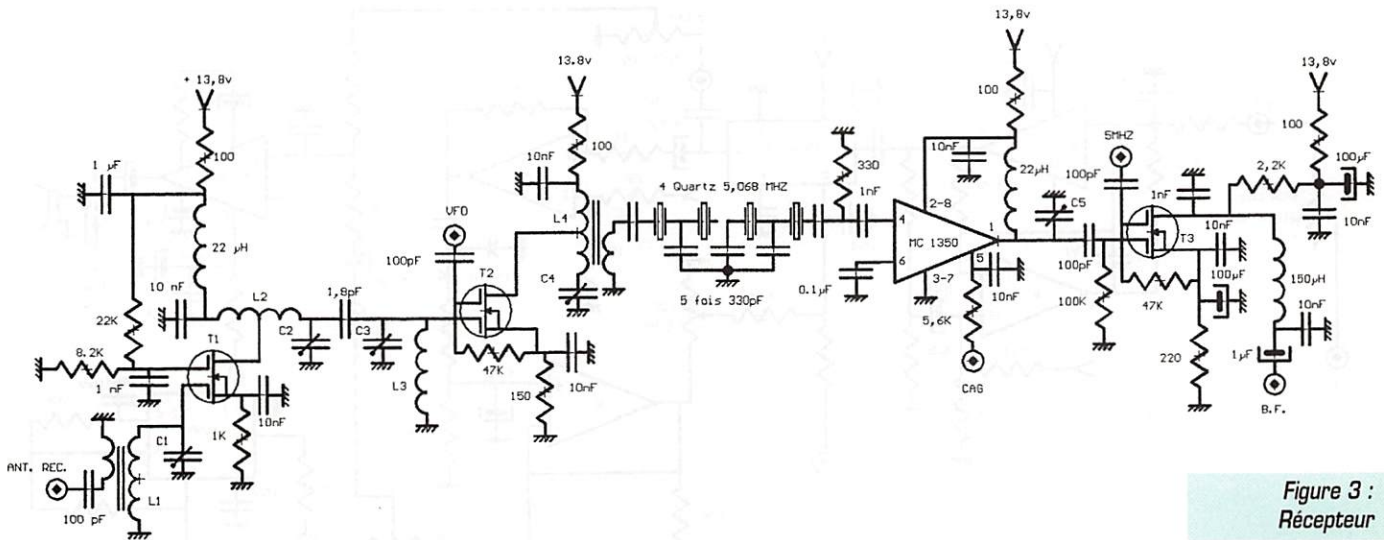 + 13,8v
100
1 µF
22 µH
10 nF
22K
8.2K
1 nF
T1
L2
10nF
1K
C1
ANT. REC.
100 pF
L1
1,8pF
C2
C3
L3
VFO
100pF
T2
47K
150
10nF
13.8v
100
10nF
L4
C4
4 Quartz 5,068 MHZ
5 fois 330pF
330
1nF
0.1µF
4
6
MC 1350
2-8
3-7
1
5
13,8v
100
10nF
22µH
C5
10nF
5,6K
CAG
100pF
100K
5MHZ
100pF
1nF
T3
47K
10nF
100µF
220
2,2K
13,8v
100
100µF
10nF
150µH
10nF
1µF
B.F.
Figure 3 :
Récepteur